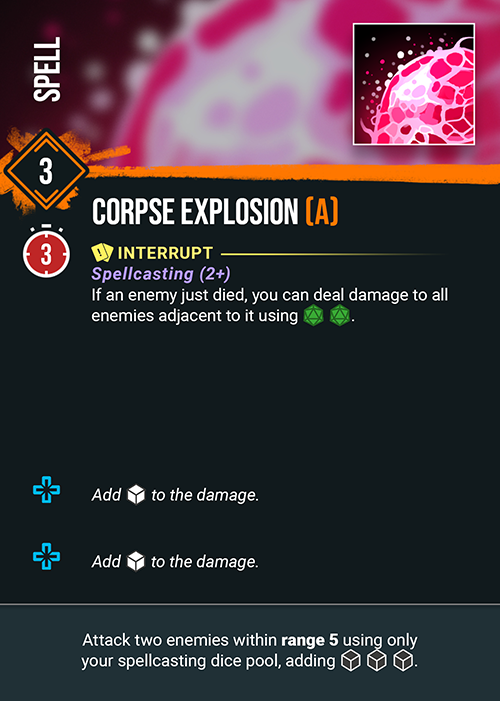 SPELL
3
CORPSE EXPLOSION (A)
3
INTERRUPT
Spellcasting (2+)
If an enemy just died, you can deal damage to all
enemies adjacent to it using .
Add to the damage.
Add to the damage.
Attack two enemies within range 5 using only
your spellcasting dice pool, adding .